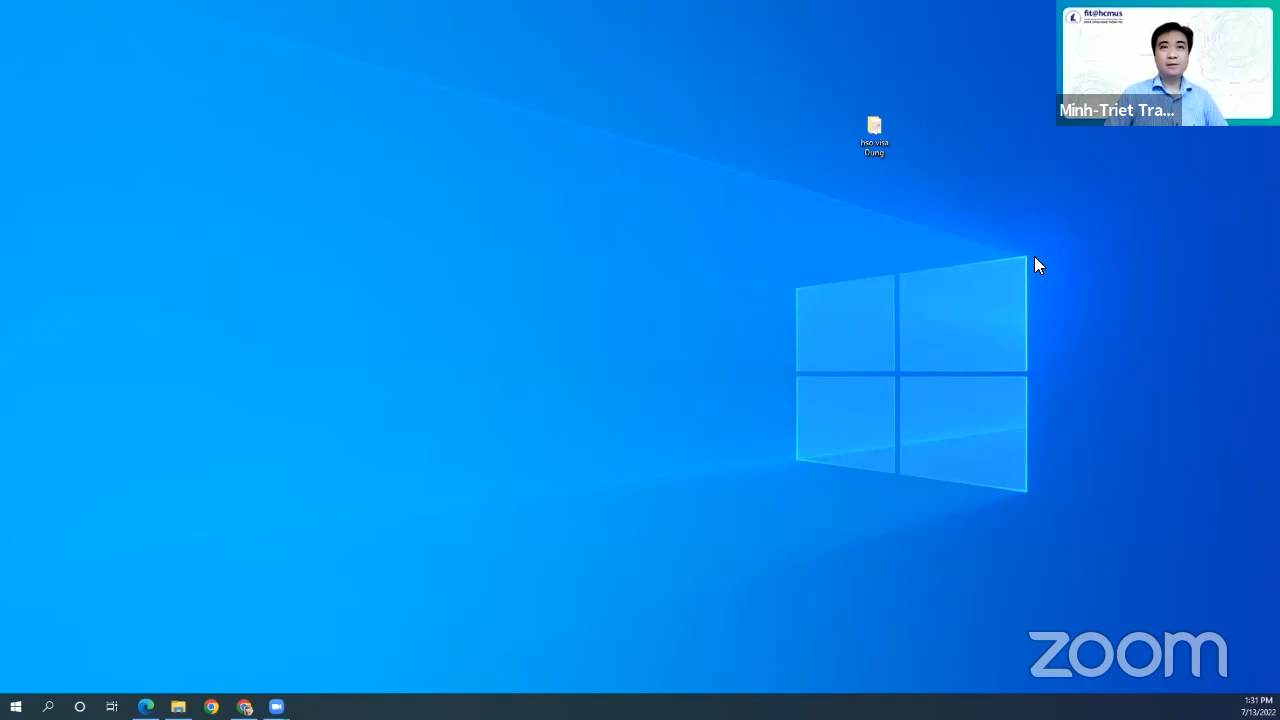 fit@hcmus
Minh-Triet Tra...
hso visa
Dung
zoom
1:31 PM
7/13/2022